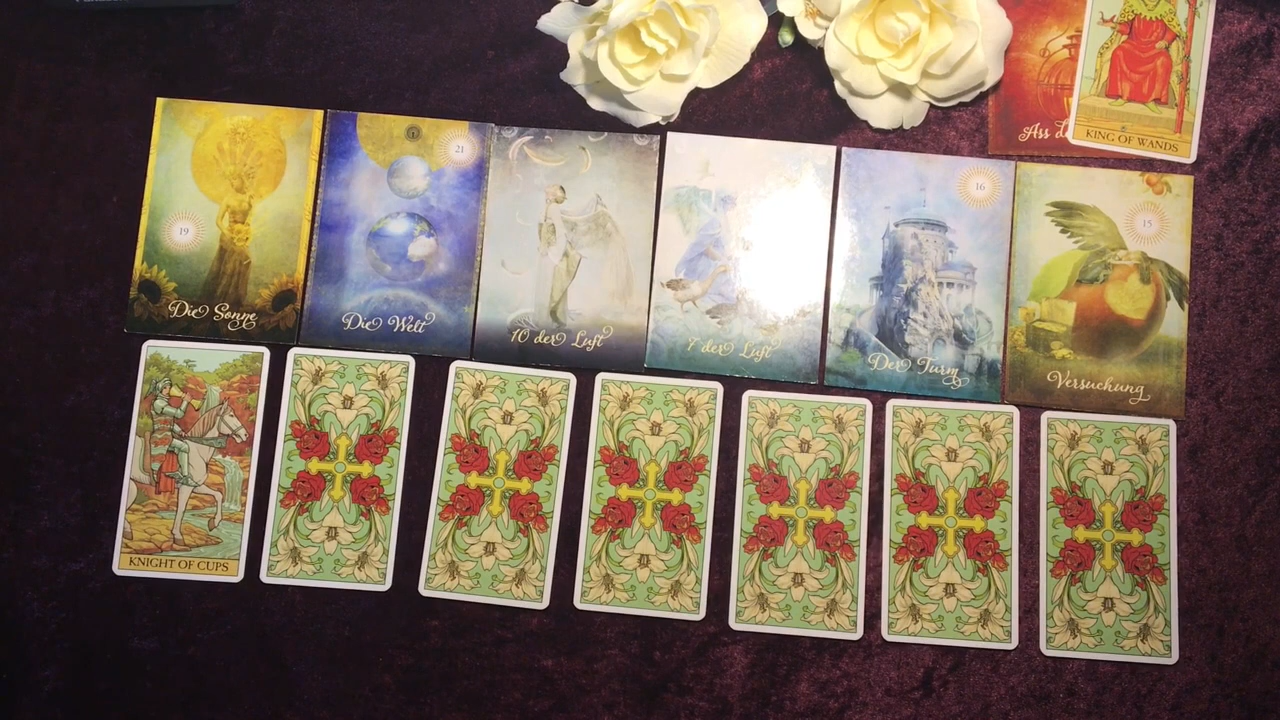 Ass
KING OF WANDS
19
Die Sonne
21
Die Welt
10 der Luft
7 der Luft
16
Der Turm
15
Versuchung
KNIGHT OF CUPS